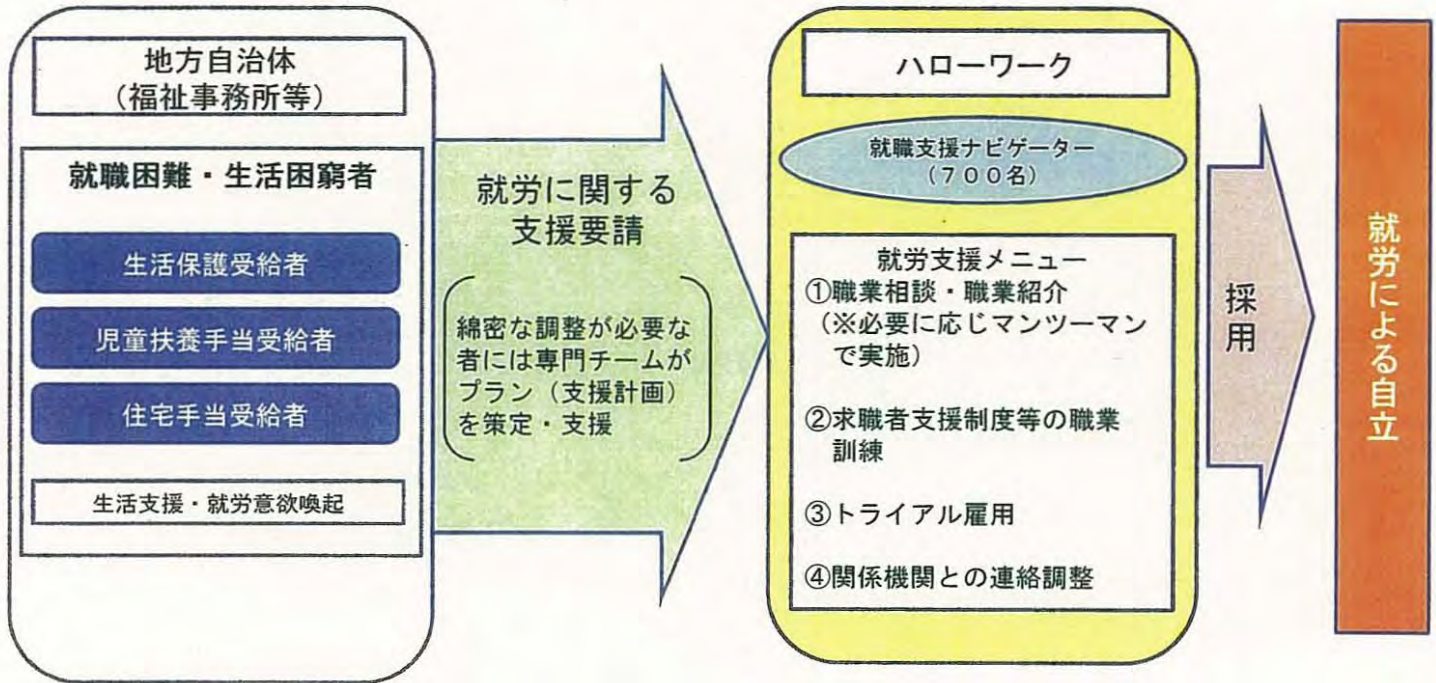 地方自治体
(福祉事務所等)
就職困難・生活困窮者
生活保護受給者
児童扶養手当受給者
住宅手当受給者
生活支援・就労意欲喚起
就労に関する
支援要請
綿密な調整が必要な
者には専門チームが
プラン(支援計画)
を策定・支援
ハローワーク
就職支援ナビゲーター
(700名)
就労支援メニュー
①職業相談・職業紹介
(※必要に応じマンツーマン
で実施)
②求職者支援制度等の職業
訓練
③トライアル雇用
④関係機関との連絡調整
採用
就労による自立